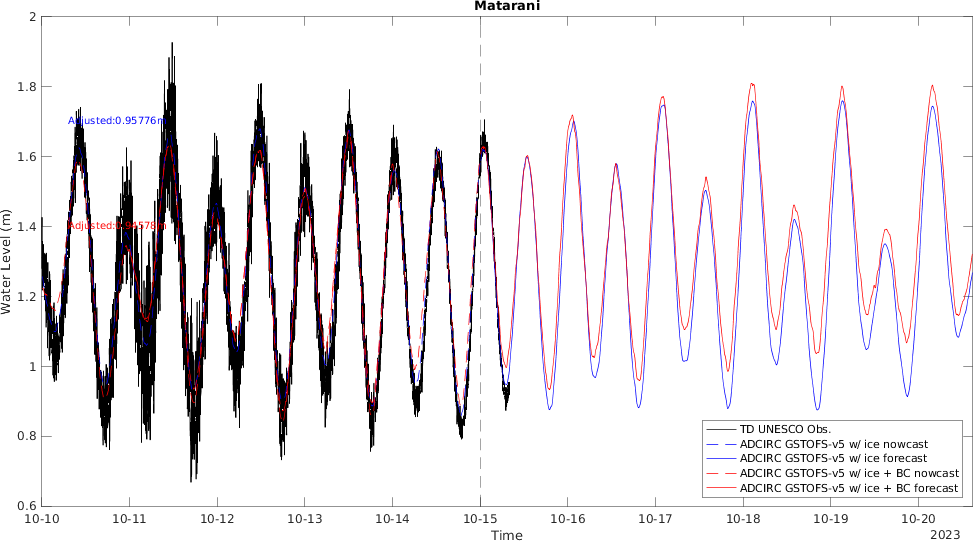 Matarani
2
1.8
1.6
1.4
1.2
1
0.8
0.6
Water Level (m)
Adjusted:0.95776m
10-10
10-11
10-12
10-13
10-14
10-15
10-16
10-17
10-18
10-19
10-20
Time
2023
TD UNESCO Obs.
ADCIRC GSTOFS-v5 w/ ice nowcast
ADCIRC GSTOFS-v5 w/ ice forecast
ADCIRC GSTOFS-v5 w/ ice + BC nowcast
ADCIRC GSTOFS-v5 w/ ice + BC forecast